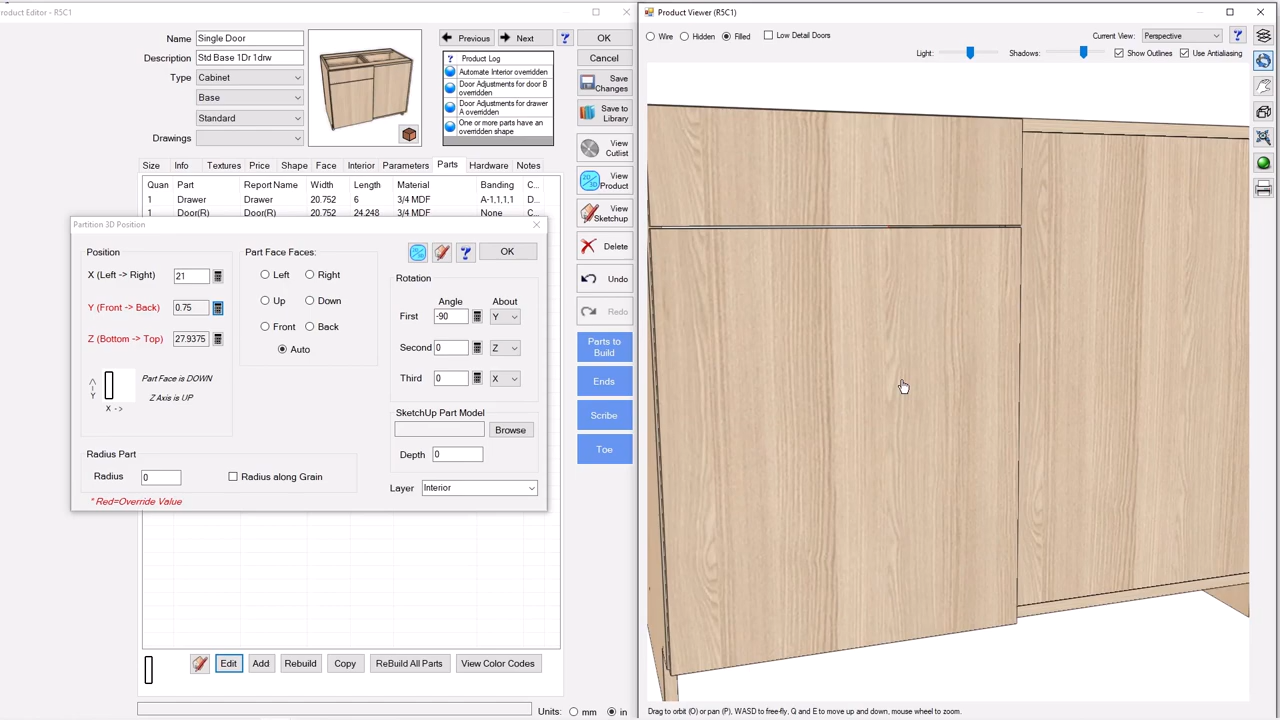 roduct Editor - R5C1
Name Single Door
Description Std Base 1Dr 1drw
Type Cabinet
Base
Standard
Drawings
Previous Next ? OK
? Product Log
Automate Interior overridden
Door Adjustments for door B
overridden
Door Adjustments for drawer
A overridden
One or more parts have an
overridden shape
Cancel
Save
Changes
Save to
Library
View
Cutlist
View
Product
View
Sketchup
Delete
Undo
Redo
Parts to
Build
Ends
Scribe
Toe
Size Info Textures Price Shape Face Interior Parameters Parts Hardware Notes
Quan Part Report Name Width Length Material Banding C...
1 Drawer Drawer 20.752 6 3/4 MDF A-1,1,1,1 D...
1 Door(R) Door(R) 20.752 24.248 3/4 MDF None C...
Partition 3D Position
Position
X (Left -> Right) 21
Y (Front -> Back) 0.75
Z (Bottom -> Top) 27.9375
Part Face is DOWN
Z Axis is UP
Y
X ->
Part Face Faces:
Left Right
Up Down
Front Back
Auto
? OK
Rotation
Angle About
First -90 Y
Second 0 Z
Third 0 X
SketchUp Part Model
Browse
Depth 0
Layer Interior
Radius Part
Radius 0 Radius along Grain
* Red=Override Value
Edit Add Rebuild Copy ReBuild All Parts View Color Codes
Units: mm in
Product Viewer (R5C1)
Wire Hidden Filled Low Detail Doors
Current View: Perspective ?
Light: Shadows: Show Outlines Use Antialiasing
Drag to orbit (O) or pan (P), WASD to free-fly, Q and E to move up and down, mouse wheel to zoom.